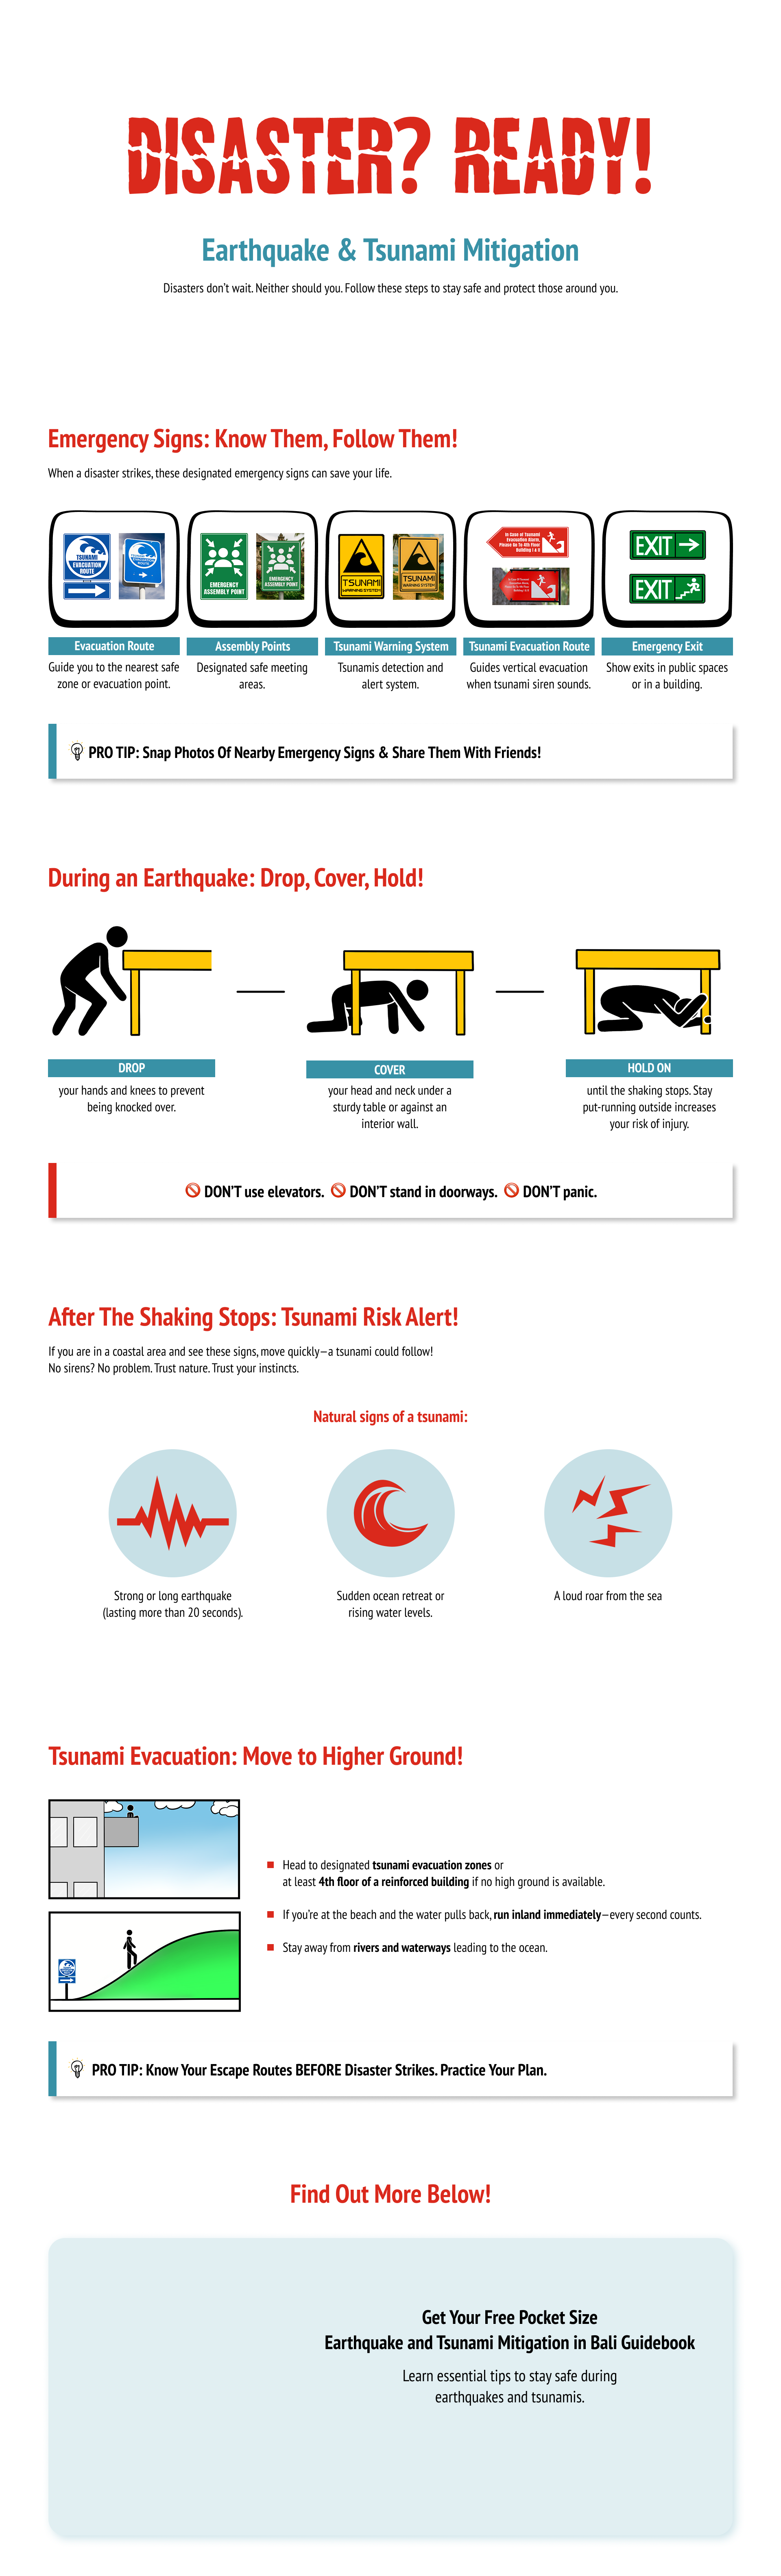 DISASTER? READY!
Earthquake & Tsunami Mitigation
Disasters don't wait. Neither should you. Follow these steps to stay safe and protect those around you.
Emergency Signs: Know Them, Follow Them!
When a disaster strikes, these designated emergency signs can save your life.
TSUNAMI
EVACUATION
ROUTE
EMERGENCY
ASSEMBLY POINT
EMERGENCY
ASSEMBLY POINT
TSUNAMI
WARNING SYSTEM
TSUNAMI
WARNING SYSTEM
In Case of Tsunami
Evacuation Alarm,
Please Go To 4th Floor
Building I & II
EXIT
EXIT
Evacuation Route
Guide you to the nearest safe
zone or evacuation point.
Assembly Points
Designated safe meeting
areas.
Tsunami Warning System
Tsunamis detection and
alert system.
Tsunami Evacuation Route
Guides vertical evacuation
when tsunami siren sounds.
Emergency Exit
Show exits in public spaces
or in a building.
PRO TIP: Snap Photos Of Nearby Emergency Signs & Share Them With Friends!
During an Earthquake: Drop, Cover, Hold!
DROP
your hands and knees to prevent
being knocked over.
COVER
your head and neck under a
sturdy table or against an
interior wall.
HOLD ON
until the shaking stops. Stay
put-running outside increases
your risk of injury.
DON'T use elevators. DON'T stand in doorways. DON'T panic.
After The Shaking Stops: Tsunami Risk Alert!
If you are in a coastal area and see these signs, move quickly—a tsunami could follow!
No sirens? No problem. Trust nature. Trust your instincts.
Natural signs of a tsunami:
Strong or long earthquake
(lasting more than 20 seconds).
Sudden ocean retreat or
rising water levels.
A loud roar from the sea
Tsunami Evacuation: Move to Higher Ground!
Head to designated tsunami evacuation zones or
at least 4th floor of a reinforced building if no high ground is available.
If you're at the beach and the water pulls back, run inland immediately—every second counts.
Stay away from rivers and waterways leading to the ocean.
PRO TIP: Know Your Escape Routes BEFORE Disaster Strikes. Practice Your Plan.
Find Out More Below!
Get Your Free Pocket Size
Earthquake and Tsunami Mitigation in Bali Guidebook
Learn essential tips to stay safe during
earthquakes and tsunamis.